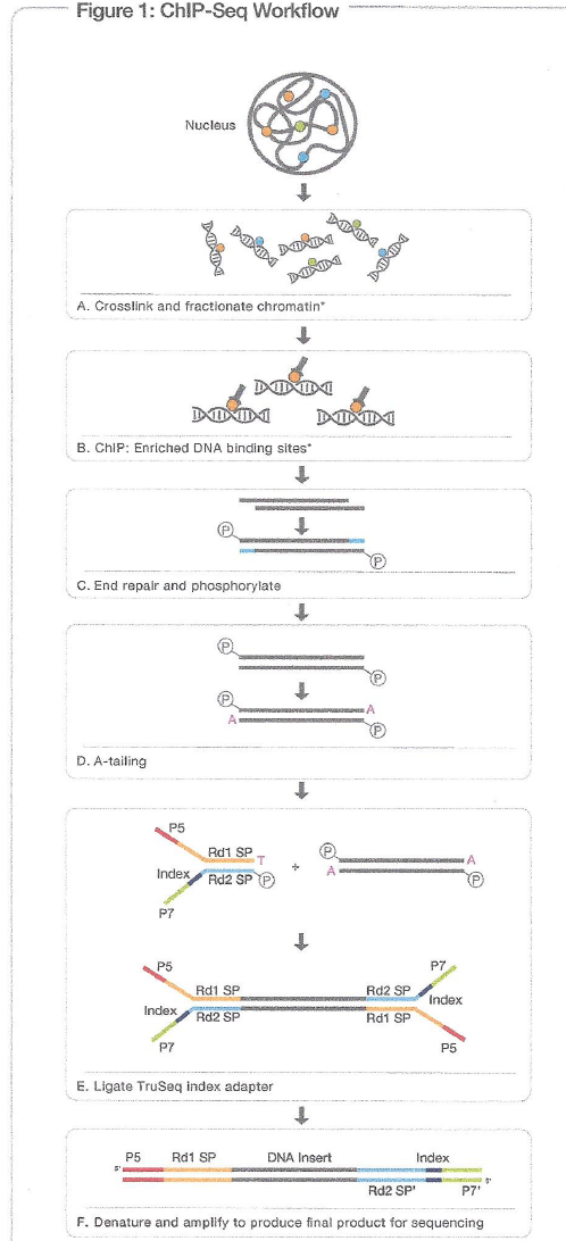 Figure 1: ChIP-Seq Workflow
Nucleus
A. Crosslink and fractionate chromatin*
B. ChIP: Enriched DNA binding sites*
P
P
C. End repair and phosphorylate
P
P
P
A
A
P
D. A-tailing
P5
Rd1 SP
T
Index
Rd2 SP
P
P7
+
P
A
A
P
P5
P7
Rd1 SP
Rd2 SP
Index
Index
Rd2 SP
Rd1 SP
P7
P5
E. Ligate TruSeq index adapter
P5 Rd1 SP DNA Insert Index
5'
5'
Rd2 SP' P7'
F. Denature and amplify to produce final product for sequencing